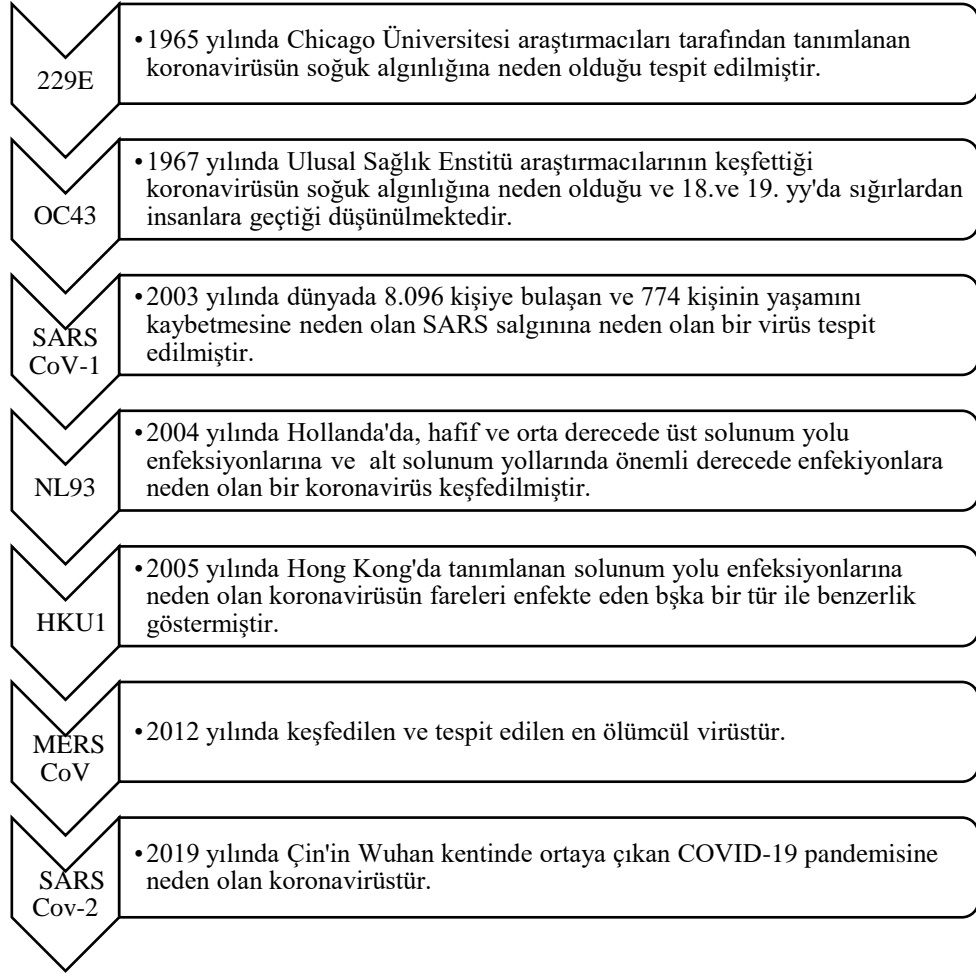 229E
•1965 yılında Chicago Üniversitesi araştırmacıları tarafından tanımlanan
koronavirüsün soğuk algınlığına neden olduğu tespit edilmiştir.
OC43
•1967 yılında Ulusal Sağlık Enstitü araştırmacılarının keşfettiği
koronavirüsün soğuk algınlığına neden olduğu ve 18.ve 19. yy'da sığırlardan
insanlara geçtiği düşünülmektedir.
SARS
CoV-1
•2003 yılında dünyada 8.096 kişiye bulaşan ve 774 kişinin yaşamını
kaybetmesine neden olan SARS salgınına neden olan bir virüs tespit
edilmiştir.
NL93
•2004 yılında Hollanda'da, hafif ve orta derecede üst solunum yolu
enfeksiyonlarına ve  alt solunum yollarında önemli derecede enfekiyonlara
neden olan bir koronavirüs keşfedilmiştir.
HKU1
•2005 yılında Hong Kong'da tanımlanan solunum yolu enfeksiyonlarına
neden olan koronavirüsün fareleri enfekte eden bşka bir tür ile benzerlik
göstermiştir.
MERS
CoV
•2012 yılında keşfedilen ve tespit edilen en ölümcül virüstür.
SARS
Cov-2
•2019 yılında Çin'in Wuhan kentinde ortaya çıkan COVID-19 pandemisine
neden olan koronavirüstür.